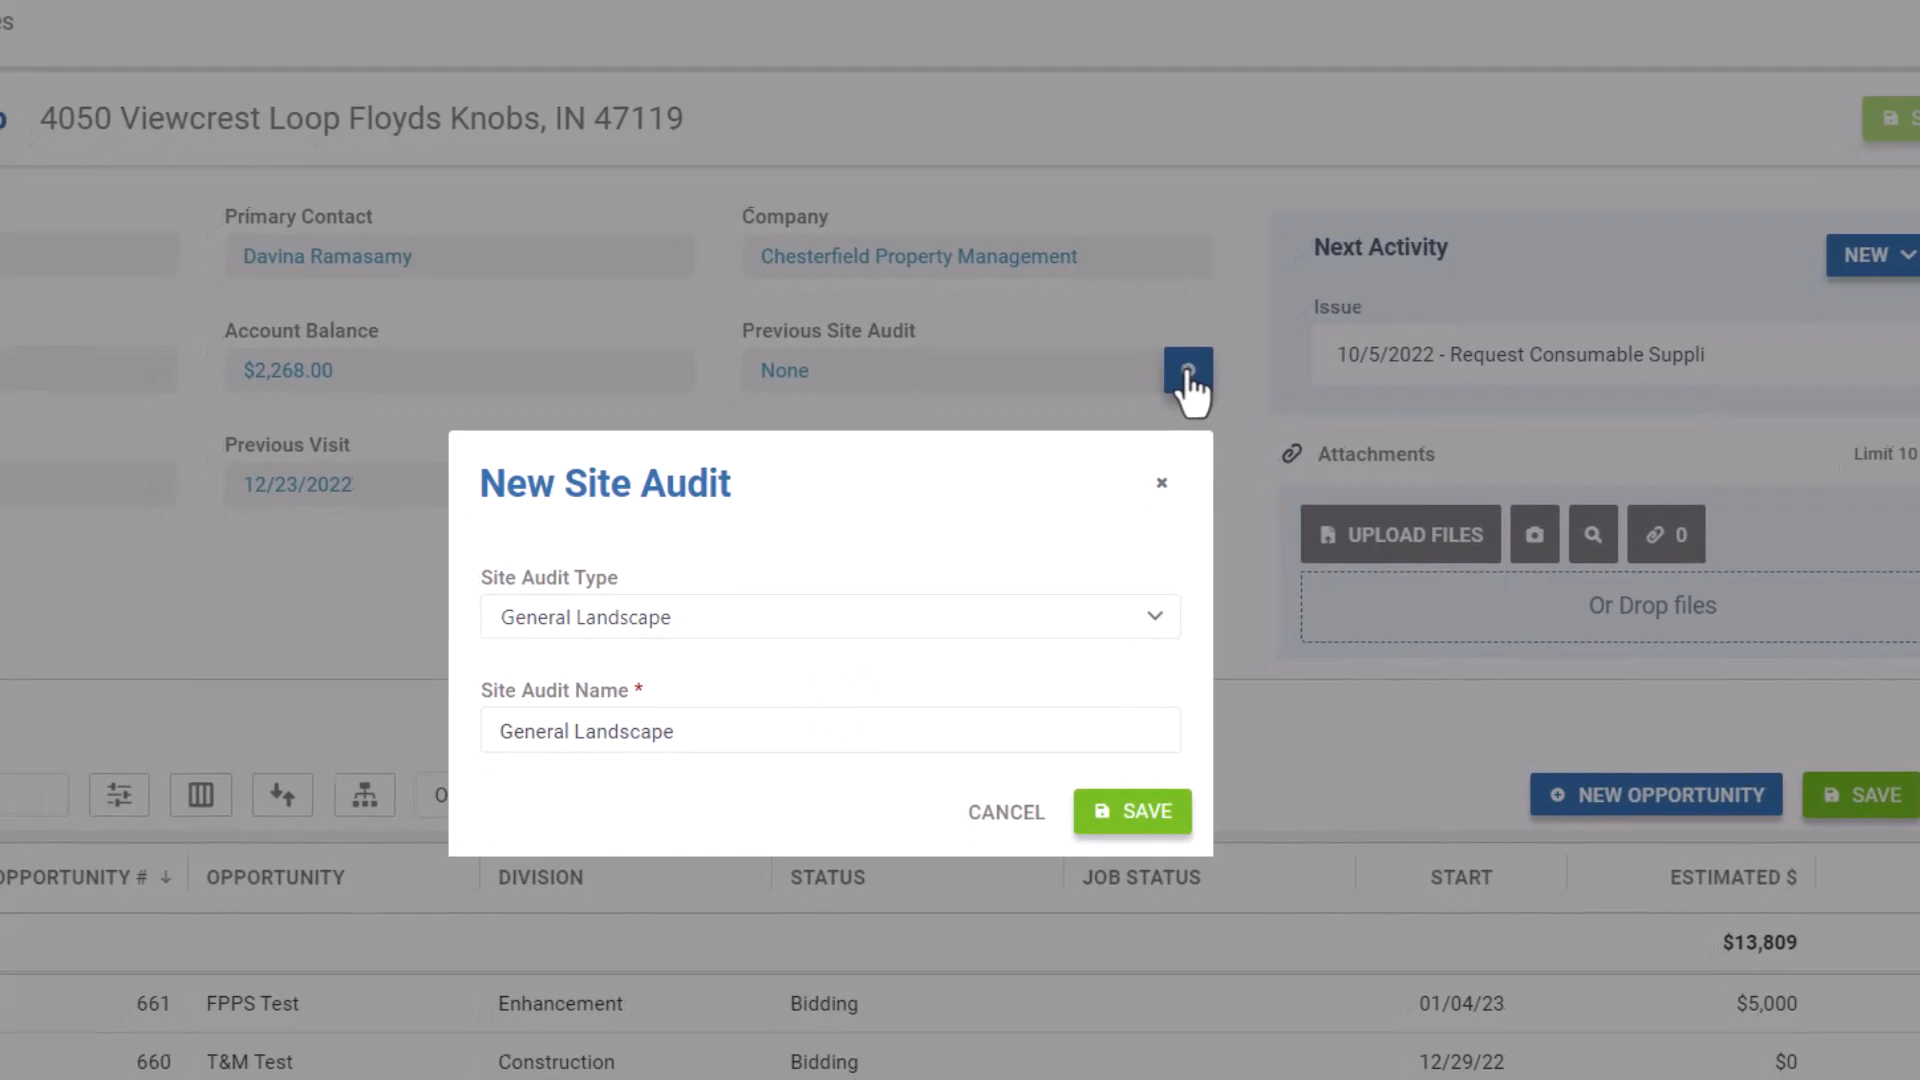 es
4050 Viewcrest Loop Floyds Knobs, IN 47119
Primary Contact
Davina Ramasamy
Company
Chesterfield Property Management
Next Activity
NEW
Issue
10/5/2022 - Request Consumable Suppli
Account Balance
$2,268.00
Previous Site Audit
None
Previous Visit
12/23/2022
Attachments
Limit 10
UPLOAD FILES
0
Or Drop files
New Site Audit
×
Site Audit Type
General Landscape
Site Audit Name *
General Landscape
CANCEL
SAVE
NEW OPPORTUNITY
SAVE
OPPORTUNITY # OPPORTUNITY DIVISION STATUS JOB STATUS START ESTIMATED $
$13,809
661 FPPS Test Enhancement Bidding 01/04/23 $5,000
660 T&M Test Construction Bidding 12/29/22 $0